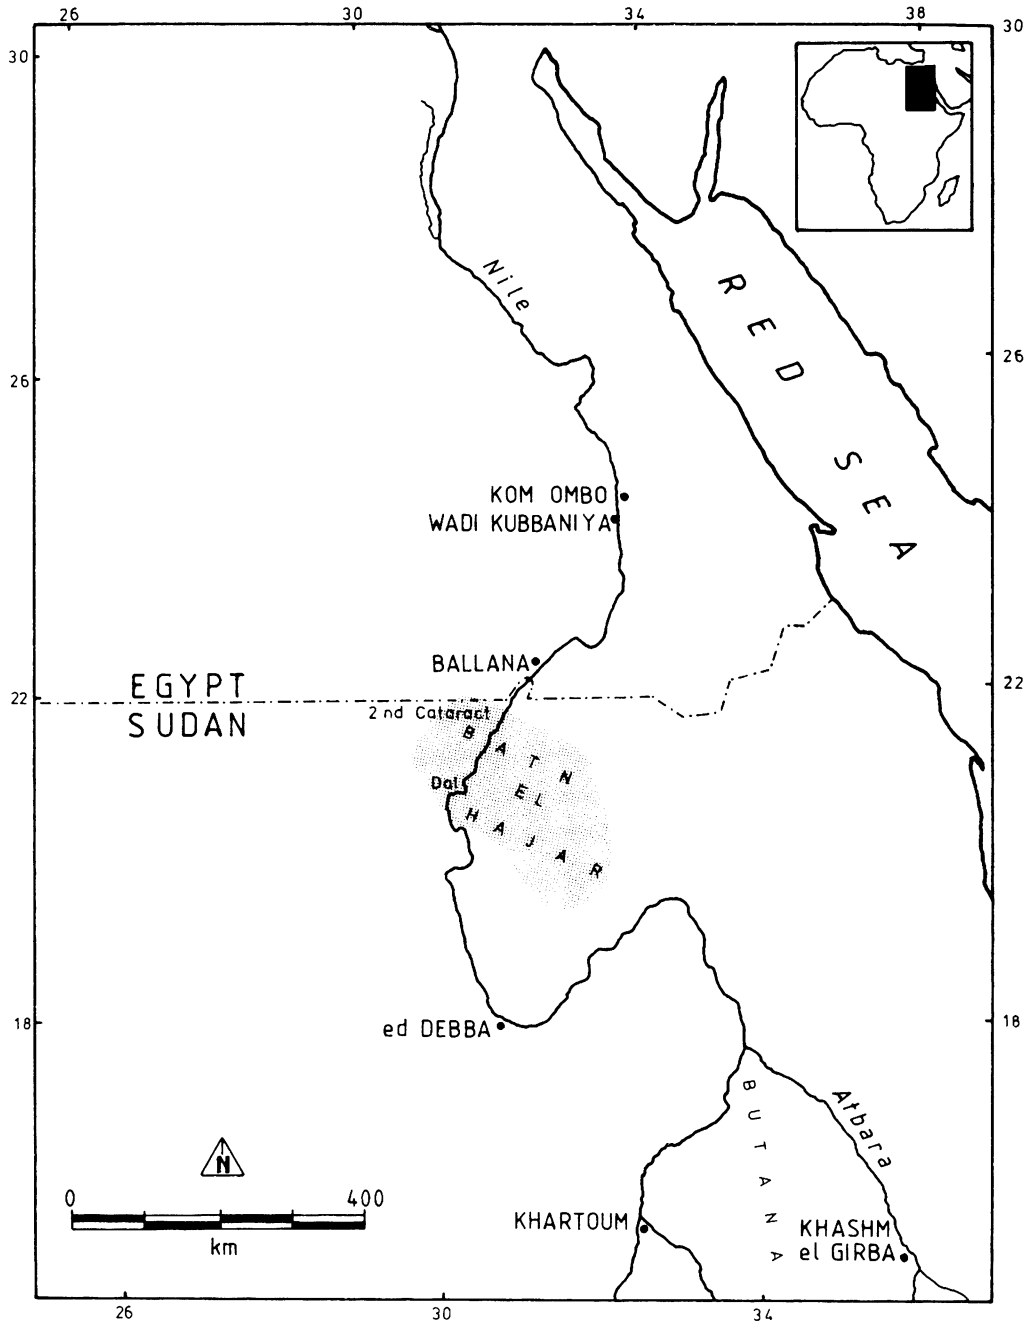 26 30 34 38
30 30
Nile
RED SEA
26 26
KOM OMBO
WADI KUBBANIYA
BALLANA
EGYPT
22 22
SUDAN
2nd Cataract
BATN
Dal
EL
HAJAR
18 18
ed DEBBA
Atbara
BUTANA
N
0 400
km
KHARTOUM
KHASHM
el GIRBA
26 30 34